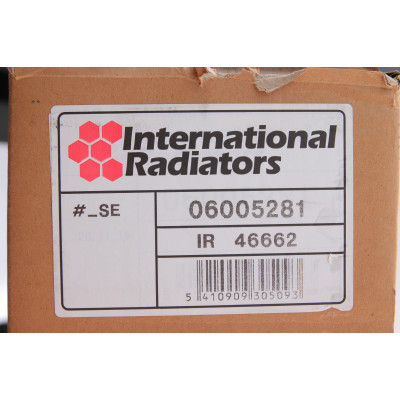 International
Radiators
#_SE
06005281
IR 46662
5 410909 305093